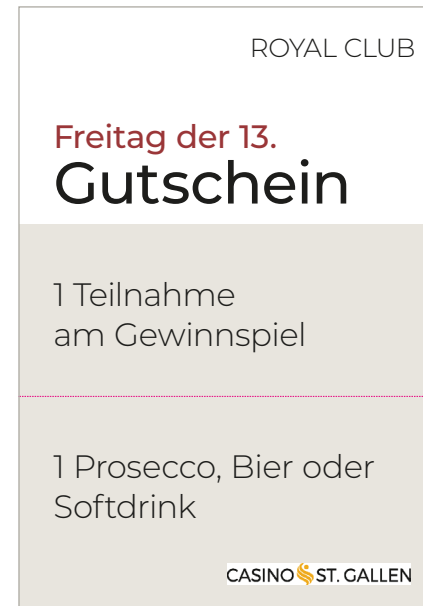 ROYAL CLUB
Freitag der 13.
Gutschein
1 Teilnahme
am Gewinnspiel
1 Prosecco, Bier oder
Softdrink
CASINO ST. GALLEN